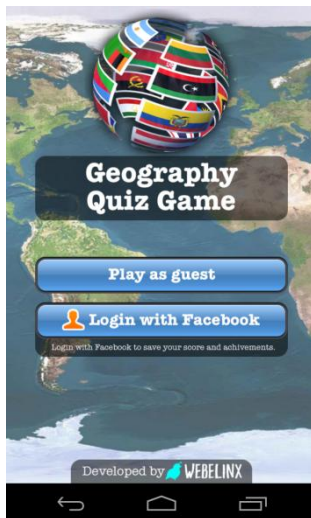 Geography
Quiz Game
Play as guest
Login with Facebook
Login with Facebook to save your score and achivements.
Developed by WEBELINX